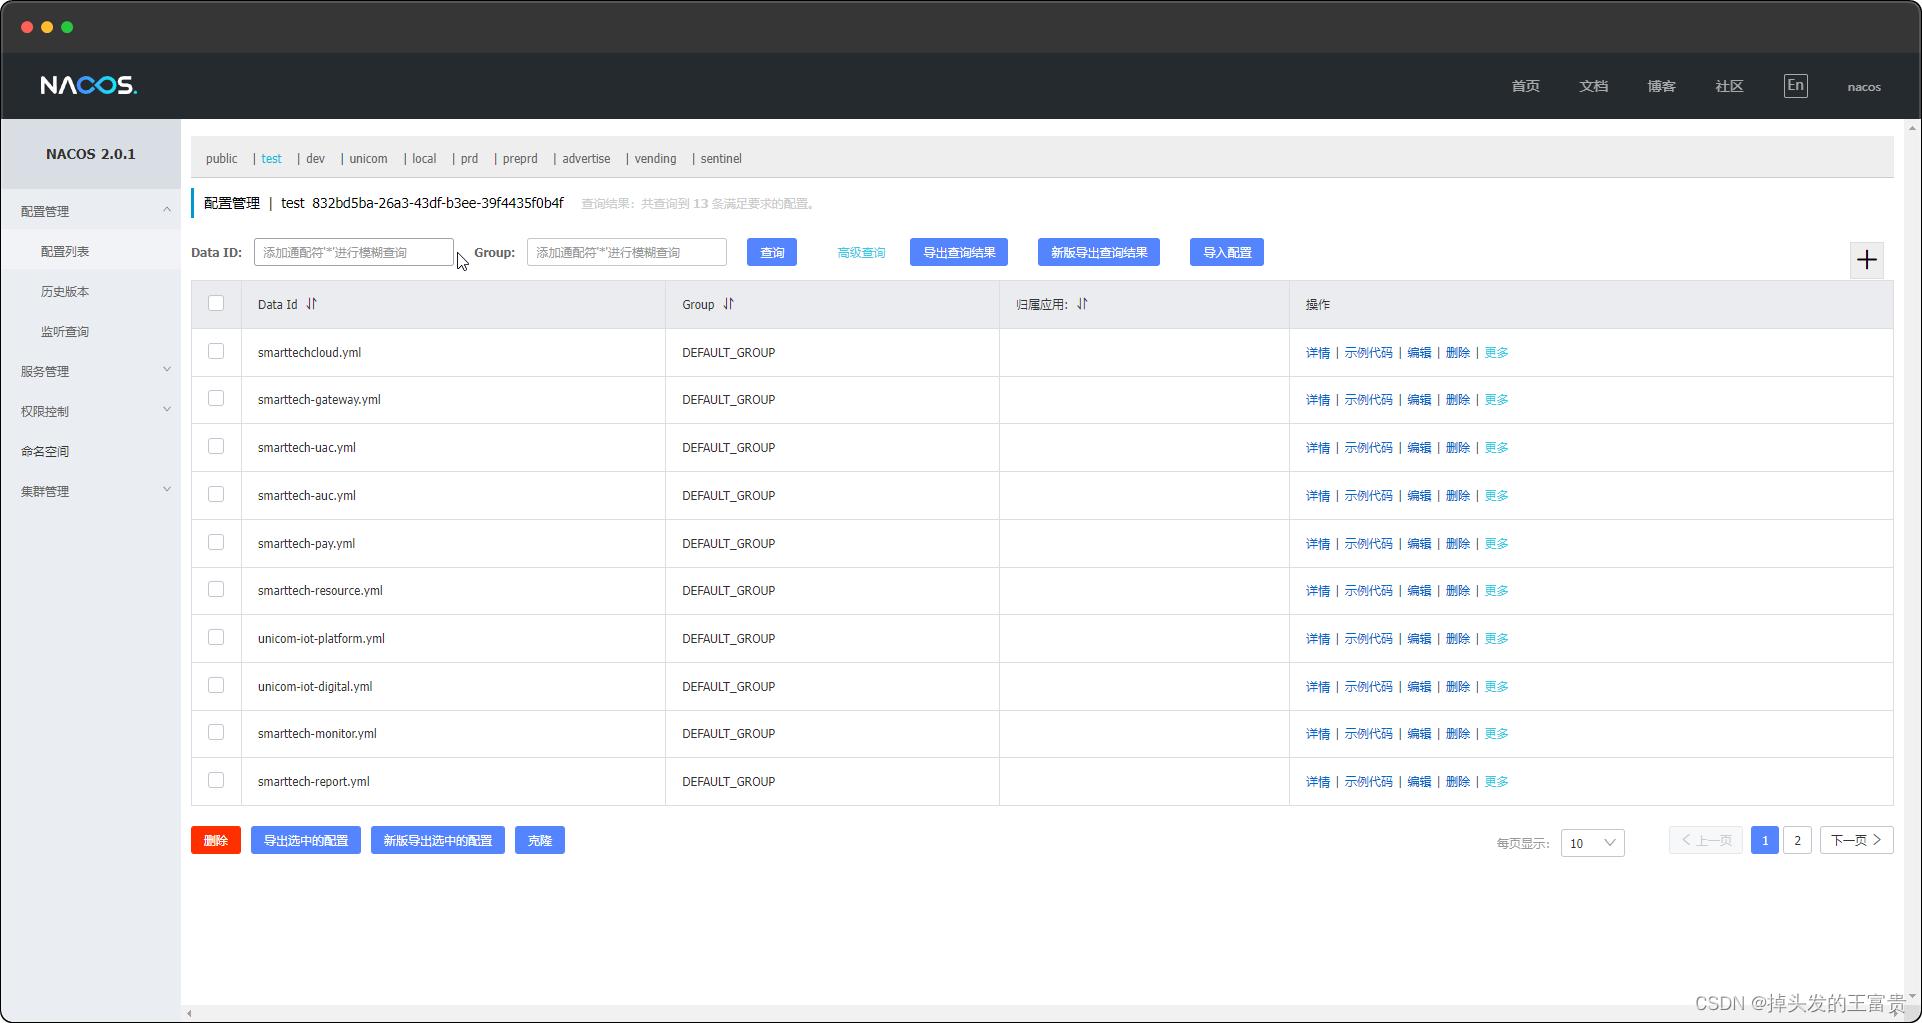 NACOS.
首页 文档 博客 社区 En nacos
NACOS 2.0.1
配置管理
配置列表
历史版本
监听查询
服务管理
权限控制
命名空间
集群管理
public | test | dev | unicom | local | prd | preprd | advertise | vending | sentinel
配置管理 | test 832bd5ba-26a3-43df-b3ee-39f4435f0b4f 查询结果：共查询到 13 条满足要求的配置。
Data ID: 添加通配符'*'进行模糊查询 Group: 添加通配符'*'进行模糊查询 查询 高级查询 导出查询结果 新版导出查询结果 导入配置
Data Id Group 归属应用: 操作
smarttechcloud.yml DEFAULT_GROUP 详情 | 示例代码 | 编辑 | 删除 | 更多
smarttech-gateway.yml DEFAULT_GROUP 详情 | 示例代码 | 编辑 | 删除 | 更多
smarttech-uac.yml DEFAULT_GROUP 详情 | 示例代码 | 编辑 | 删除 | 更多
smarttech-auc.yml DEFAULT_GROUP 详情 | 示例代码 | 编辑 | 删除 | 更多
smarttech-pay.yml DEFAULT_GROUP 详情 | 示例代码 | 编辑 | 删除 | 更多
smarttech-resource.yml DEFAULT_GROUP 详情 | 示例代码 | 编辑 | 删除 | 更多
unicom-iot-platform.yml DEFAULT_GROUP 详情 | 示例代码 | 编辑 | 删除 | 更多
unicom-iot-digital.yml DEFAULT_GROUP 详情 | 示例代码 | 编辑 | 删除 | 更多
smarttech-monitor.yml DEFAULT_GROUP 详情 | 示例代码 | 编辑 | 删除 | 更多
smarttech-report.yml DEFAULT_GROUP 详情 | 示例代码 | 编辑 | 删除 | 更多
删除 导出选中的配置 新版导出选中的配置 克隆 每页显示: 10 上一页 1 2 下一页
CSDN @掉头发的王富贵